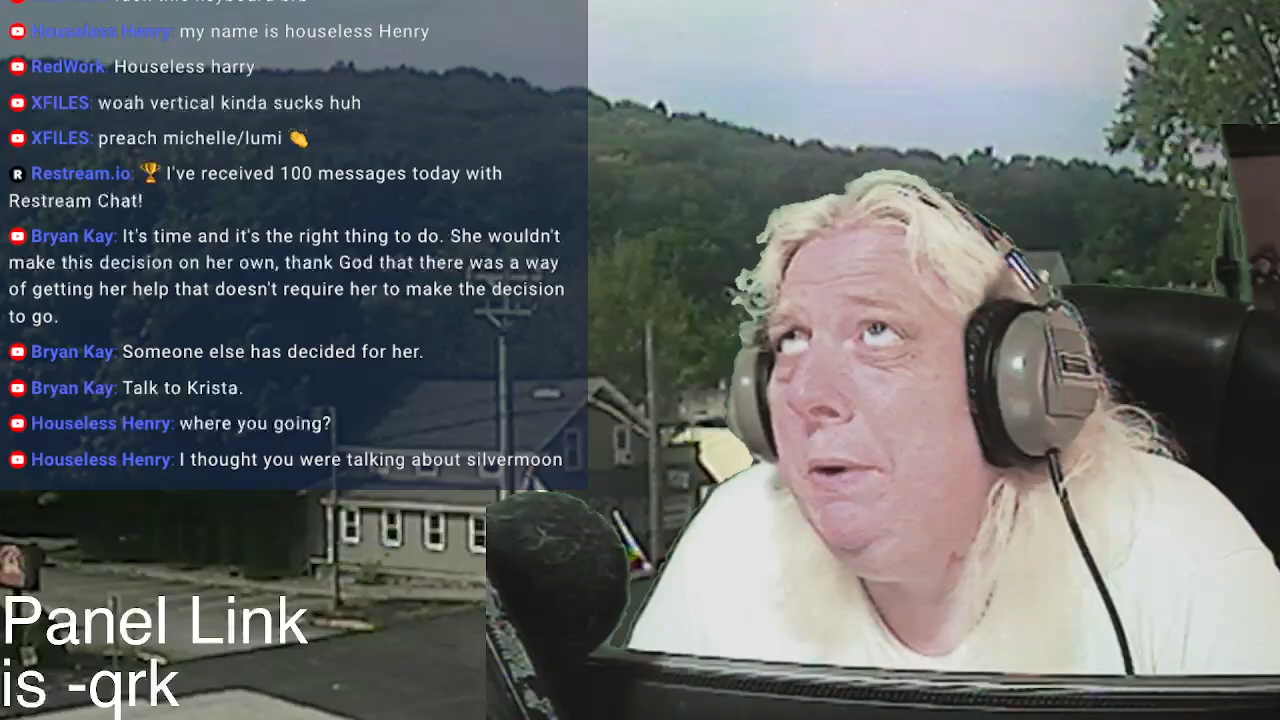 Houseless Henry: my name is houseless Henry
RedWork: Houseless harry
XFILES: woah vertical kinda sucks huh
XFILES: preach michelle/lumi 👏
Restream.io: 🏆 I've received 100 messages today with
Restream Chat!
Bryan Kay: It's time and it's the right thing to do. She wouldn't
make this decision on her own, thank God that there was a way
of getting her help that doesn't require her to make the decision
to go.
Bryan Kay: Someone else has decided for her.
Bryan Kay: Talk to Krista.
Houseless Henry: where you going?
Houseless Henry: I thought you were talking about silvermoon
Panel Link
is -qrk